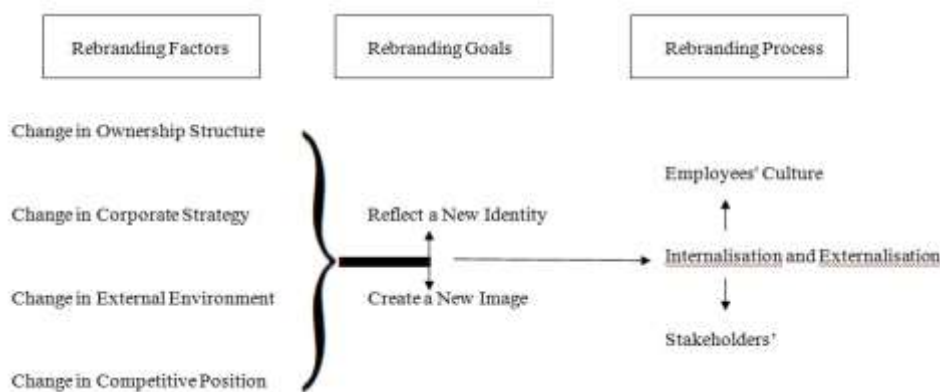 Rebranding Factors
Rebranding Goals
Rebranding Process
Change in Ownership Structure
Employees' Culture
Change in Corporate Strategy
Reflect a New Identity
Internalisation and Externalisation
Change in External Environment
Create a New Image
Stakeholders’
Change in Competitive Position